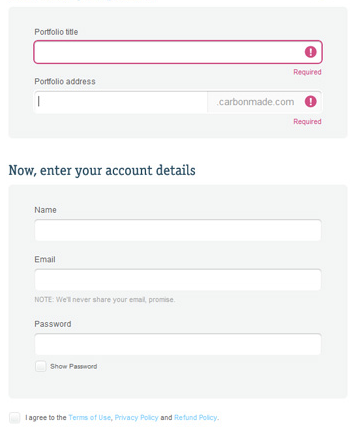 Portfolio title
!
Required
Portfolio address
.carbonmade.com !
Required
Now, enter your account details
Name
Email
NOTE: We'll never share your email, promise.
Password
Show Password
I agree to the Terms of Use, Privacy Policy and Refund Policy.